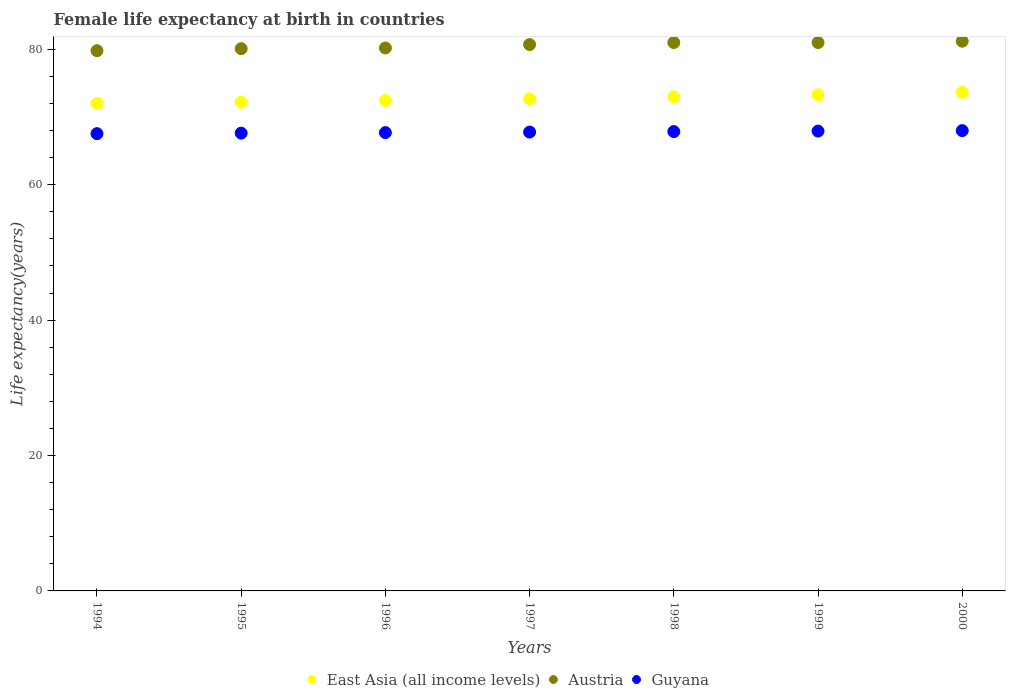 Female life expectancy at birth in countries
Life expectancy(years)
80
60
40
20
0
1994
1995
1996
1997
1998
1999
2000
Years
East Asia (all income levels)
Austria
Guyana